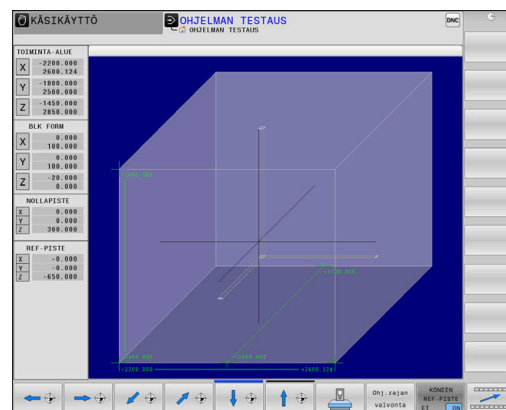 KÄSIKÄYTTÖ
OHJELMAN TESTAUS
OHJELMAN TESTAUS
DNC
TOIMINTA-ALUE
X -2200.000
2600.124
Y -1800.000
2500.000
Z -1450.000
2850.000
BLK FORM
X 0.000
100.000
Y 0.000
100.000
Z -20.000
0.000
NOLLAPISTE
X 0.000
Y 0.000
Z 300.000
REF-PISTE
X -0.000
Y -0.000
Z -650.000
-2200.000
+2600.124
Ohj.rajan
valvonta
KONEEN
REF-PISTE
EI ON